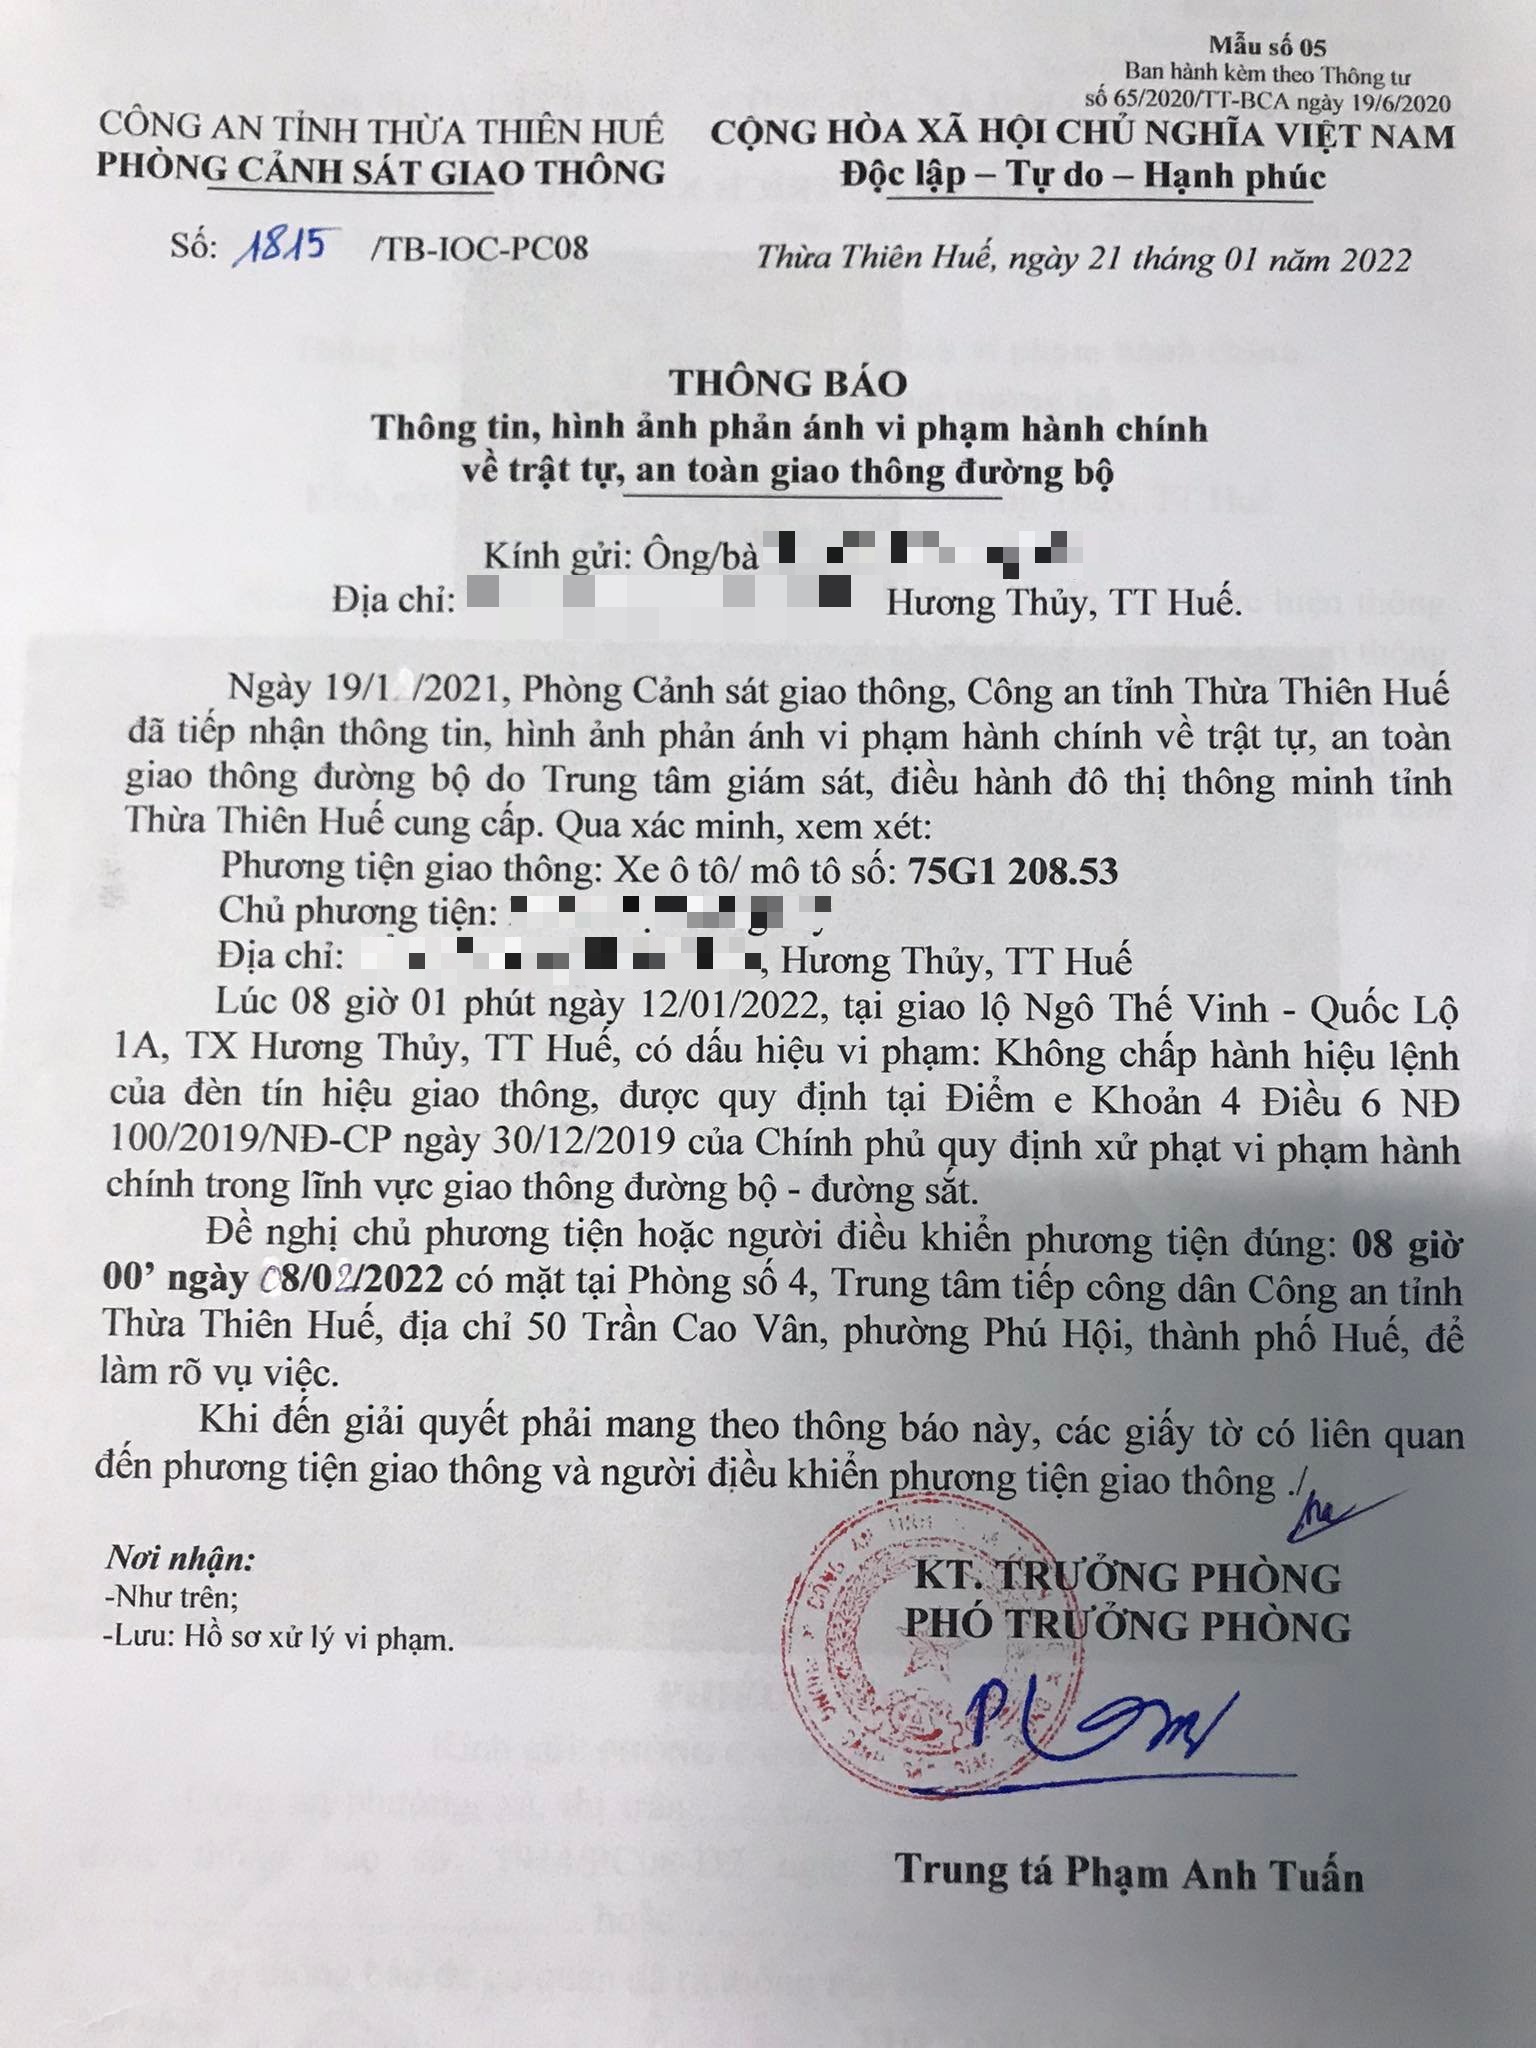 Mẫu số 05
Ban hành kèm theo Thông tư
số 65/2020/TT-BCA ngày 19/6/2020
CÔNG AN TỈNH THỪA THIÊN HUẾ
PHÒNG CẢNH SÁT GIAO THÔNG
CỘNG HÒA XÃ HỘI CHỦ NGHĨA VIỆT NAM
Độc lập – Tự do – Hạnh phúc
Số: 1815 /TB-IOC-PC08
Thừa Thiên Huế, ngày 21 tháng 01 năm 2022
THÔNG BÁO
Thông tin, hình ảnh phản ánh vi phạm hành chính
về trật tự, an toàn giao thông đường bộ
Kính gửi: Ông/bà
Địa chỉ: Hương Thủy, TT Huế.
Ngày /2021, Phòng Cảnh sát giao thông, Công an tỉnh Thừa Thiên Huế
đã tiếp nhận thông tin, hình ảnh phản ánh vi phạm hành chính về trật tự, an toàn
giao thông đường bộ do Trung tâm giám sát, điều hành đô thị thông minh tỉnh
Thừa Thiên Huế cung cấp. Qua xác minh, xem xét:
Phương tiện giao thông: Xe ô tô/ mô tô số: 75G1 208.53
Chủ phương tiện:
Địa chỉ: , Hương Thủy, TT Huế
Lúc 08 giờ 01 phút ngày 12/01/2022, tại giao lộ Ngô Thế Vinh - Quốc Lộ
1A, TX Hương Thủy, TT Huế, có dấu hiệu vi phạm: Không chấp hành hiệu lệnh
của đèn tín hiệu giao thông, được quy định tại Điểm e Khoản 4 Điều 6 NĐ
100/2019/NĐ-CP ngày 30/12/2019 của Chính phủ quy định xử phạt vi phạm hành
chính trong lĩnh vực giao thông đường bộ - đường sắt.
Đề nghị chủ phương tiện hoặc người điều khiển phương tiện đúng: 08 giờ
00’ ngày 08/02/2022 có mặt tại Phòng số 4, Trung tâm tiếp công dân Công an tỉnh
Thừa Thiên Huế, địa chỉ 50 Trần Cao Vân, phường Phú Hội, thành phố Huế, để
làm rõ vụ việc.
Khi đến giải quyết phải mang theo thông báo này, các giấy tờ có liên quan
đến phương tiện giao thông và người điều khiển phương tiện giao thông ./
Nơi nhận:
-Như trên;
-Lưu: Hồ sơ xử lý vi phạm.
KT. TRƯỞNG PHÒNG
PHÓ TRƯỞNG PHÒNG
Trung tá Phạm Anh Tuấn